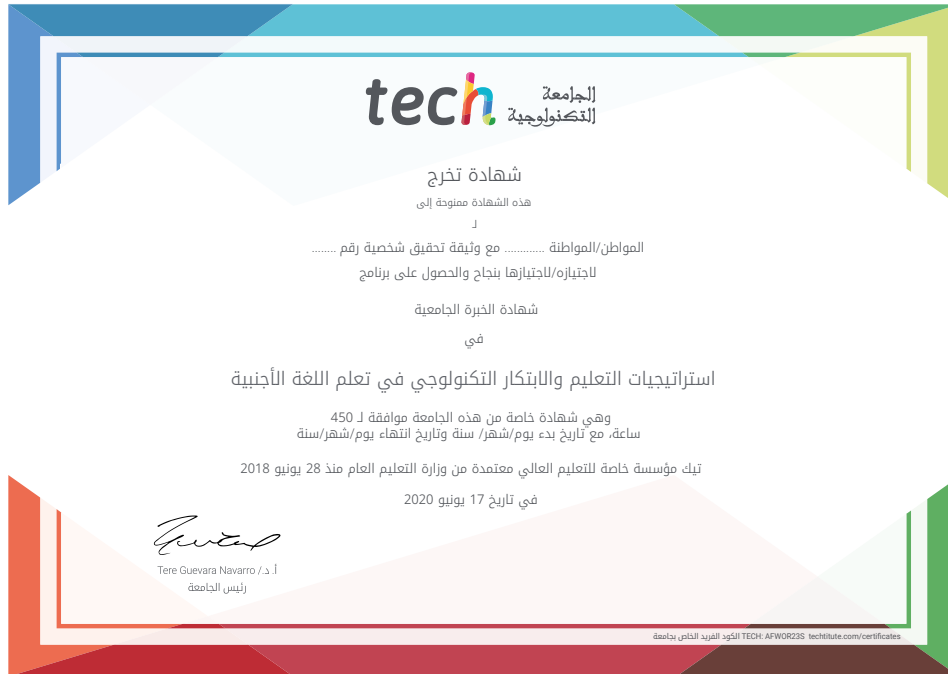 tech
الجامعة
التكنولوجية
شهادة تخرج
هذه الشهادة ممنوحة إلى
لـ
المواطن/المواطنة ............. مع وثيقة تحقيق شخصية رقم ........
لاجتيازه/لاجتيازها بنجاح والحصول على برنامج
شهادة الخبرة الجامعية
في
استراتيجيات التعليم والابتكار التكنولوجي في تعلم اللغة الأجنبية
وهي شهادة خاصة من هذه الجامعة موافقة لـ 450
ساعة، مع تاريخ بدء يوم/شهر/ سنة وتاريخ انتهاء يوم/شهر/سنة
تيك مؤسسة خاصة للتعليم العالي معتمدة من وزارة التعليم العام منذ 28 يونيو 2018
في تاريخ 17 يونيو 2020
أ. د./ Tere Guevara Navarro
رئيس الجامعة
الكود الفريد الخاص بجامعة TECH: AFWOR23S techtitute.com/certificates